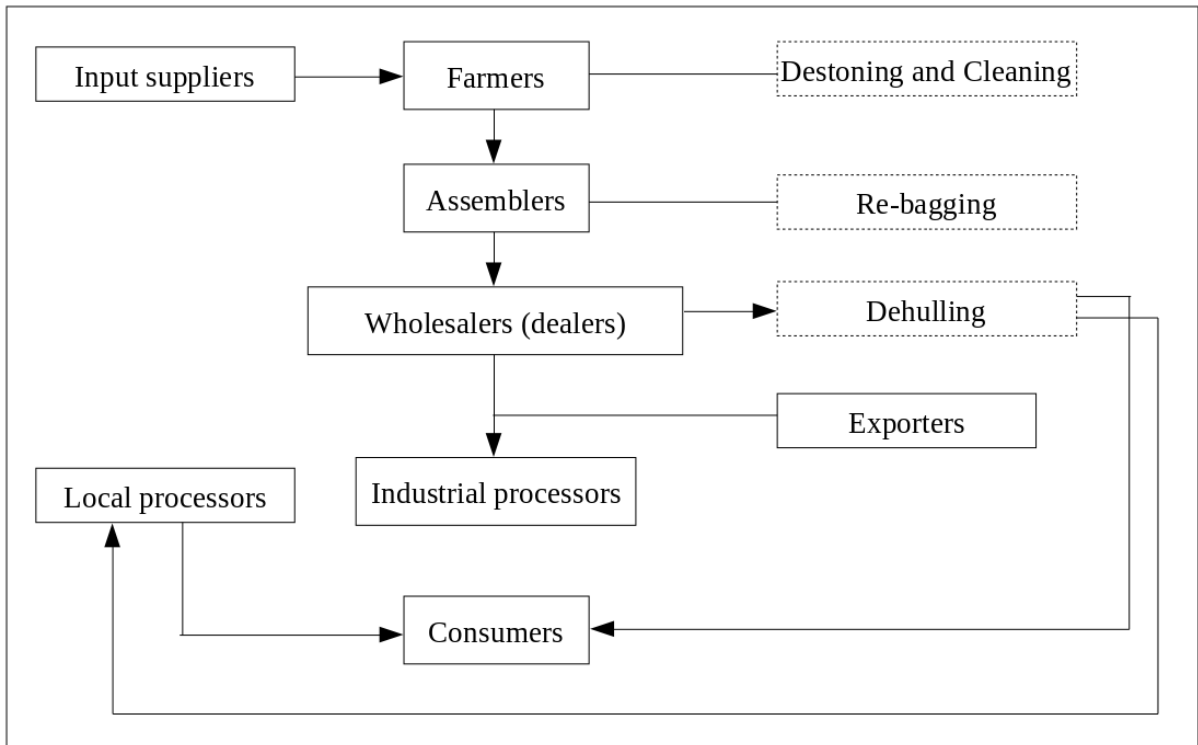 Input suppliers
Farmers
Destoning and Cleaning
Assemblers
Re-bagging
Wholesalers (dealers)
Dehulling
Exporters
Local processors
Industrial processors
Consumers